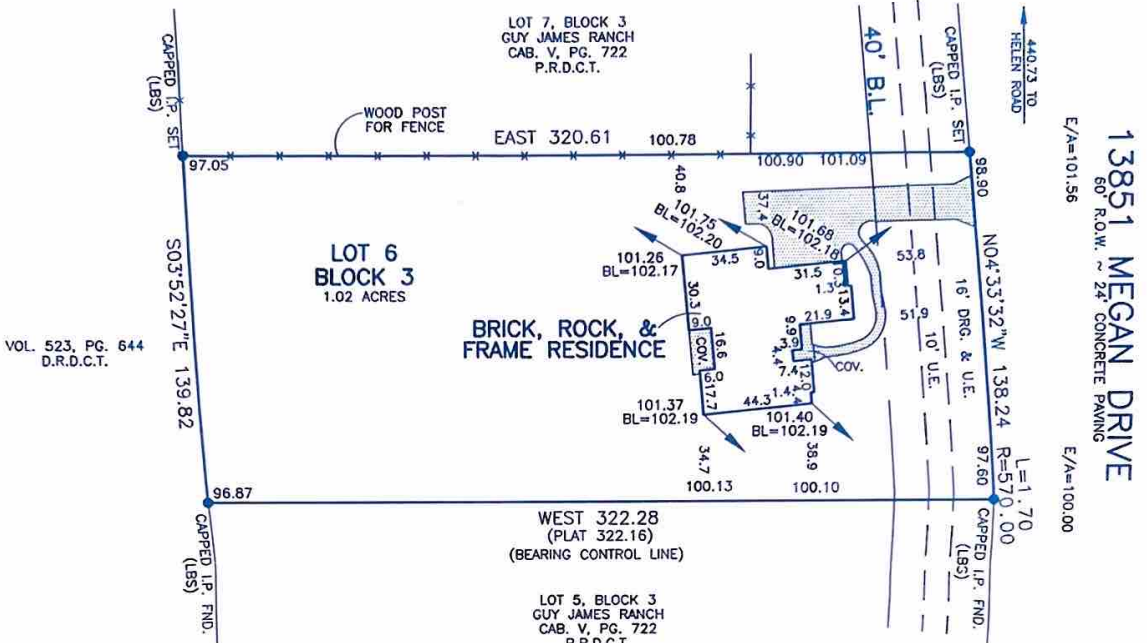 LOT 7, BLOCK 3
GUY JAMES RANCH
CAB. V, PG. 722
P.R.D.C.T.
CAPPED I.P. SET
(LBS)
WOOD POST
FOR FENCE
EAST 320.61
100.78
100.90
101.09
40' B.L.
CAPPED I.P. SET
(LBS)
440.73 TO
HELEN ROAD
E/A=101.56
13851 MEGAN DRIVE
60' R.O.W. ~ 24' CONCRETE PAVING
97.05
98.90
40.8
37.4
101.75
BL=102.20
101.68
BL=102.18
101.26
BL=102.17
34.5
9.0
31.5
53.8
1.3
13.4
LOT 6
BLOCK 3
1.02 ACRES
30.3
21.9
51.9
BRICK, ROCK, &
FRAME RESIDENCE
9.0
COV.
16.6
6.0
17.7
9.9
3.9
4.4
7.4
12.0
COV.
1.4
44.3
101.37
BL=102.19
101.40
BL=102.19
S03°52'27"E 139.82
VOL. 523, PG. 644
D.R.D.C.T.
N04°33'32"W 138.24
16' DRG. & U.E.
10' U.E.
L=1.70
R=570.00
E/A=100.00
34.7
38.9
100.13
100.10
96.87
97.60
WEST 322.28
(PLAT 322.16)
(BEARING CONTROL LINE)
CAPPED I.P. FND.
(LBS)
CAPPED I.P. FND.
(LBS)
LOT 5, BLOCK 3
GUY JAMES RANCH
CAB. V, PG. 722
P.R.D.C.T.